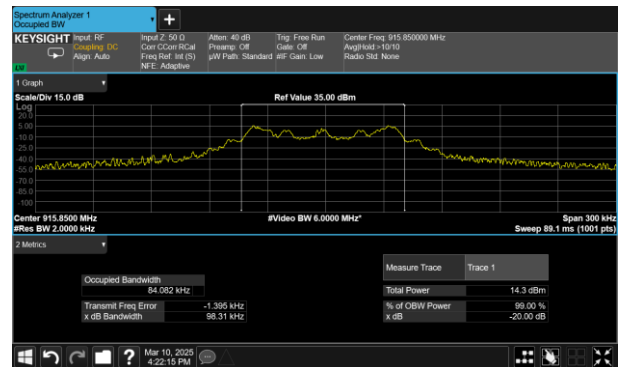 Spectrum Analyzer 1
Occupied BW
KEYSIGHT
Input: RF
Coupling: DC
Align: Auto
Input Z: 50 Ω
Corr CCorr RCal
Freq Ref: Int (S)
NFE: Adaptive
Atten: 40 dB
Preamp: Off
µW Path: Standard
Trig: Free Run
Gate: Off
#IF Gain: Low
Center Freq: 915.850000 MHz
Avg|Hold:>10/10
Radio Std: None
1 Graph
Scale/Div 15.0 dB
Ref Value 35.00 dBm
Log
20.0
5.00
-10.0
-25.0
-40.0
-55.0
-70.0
-85.0
-100
Center 915.8500 MHz
#Video BW 6.0000 MHz*
Span 300 kHz
#Res BW 2.0000 kHz
Sweep 89.1 ms (1001 pts)
2 Metrics
Measure Trace Trace 1
Occupied Bandwidth
84.082 kHz
Total Power 14.3 dBm
Transmit Freq Error -1.395 kHz
% of OBW Power 99.00 %
x dB Bandwidth 98.31 kHz
x dB -20.00 dB
?
Mar 10, 2025
4:22:15 PM